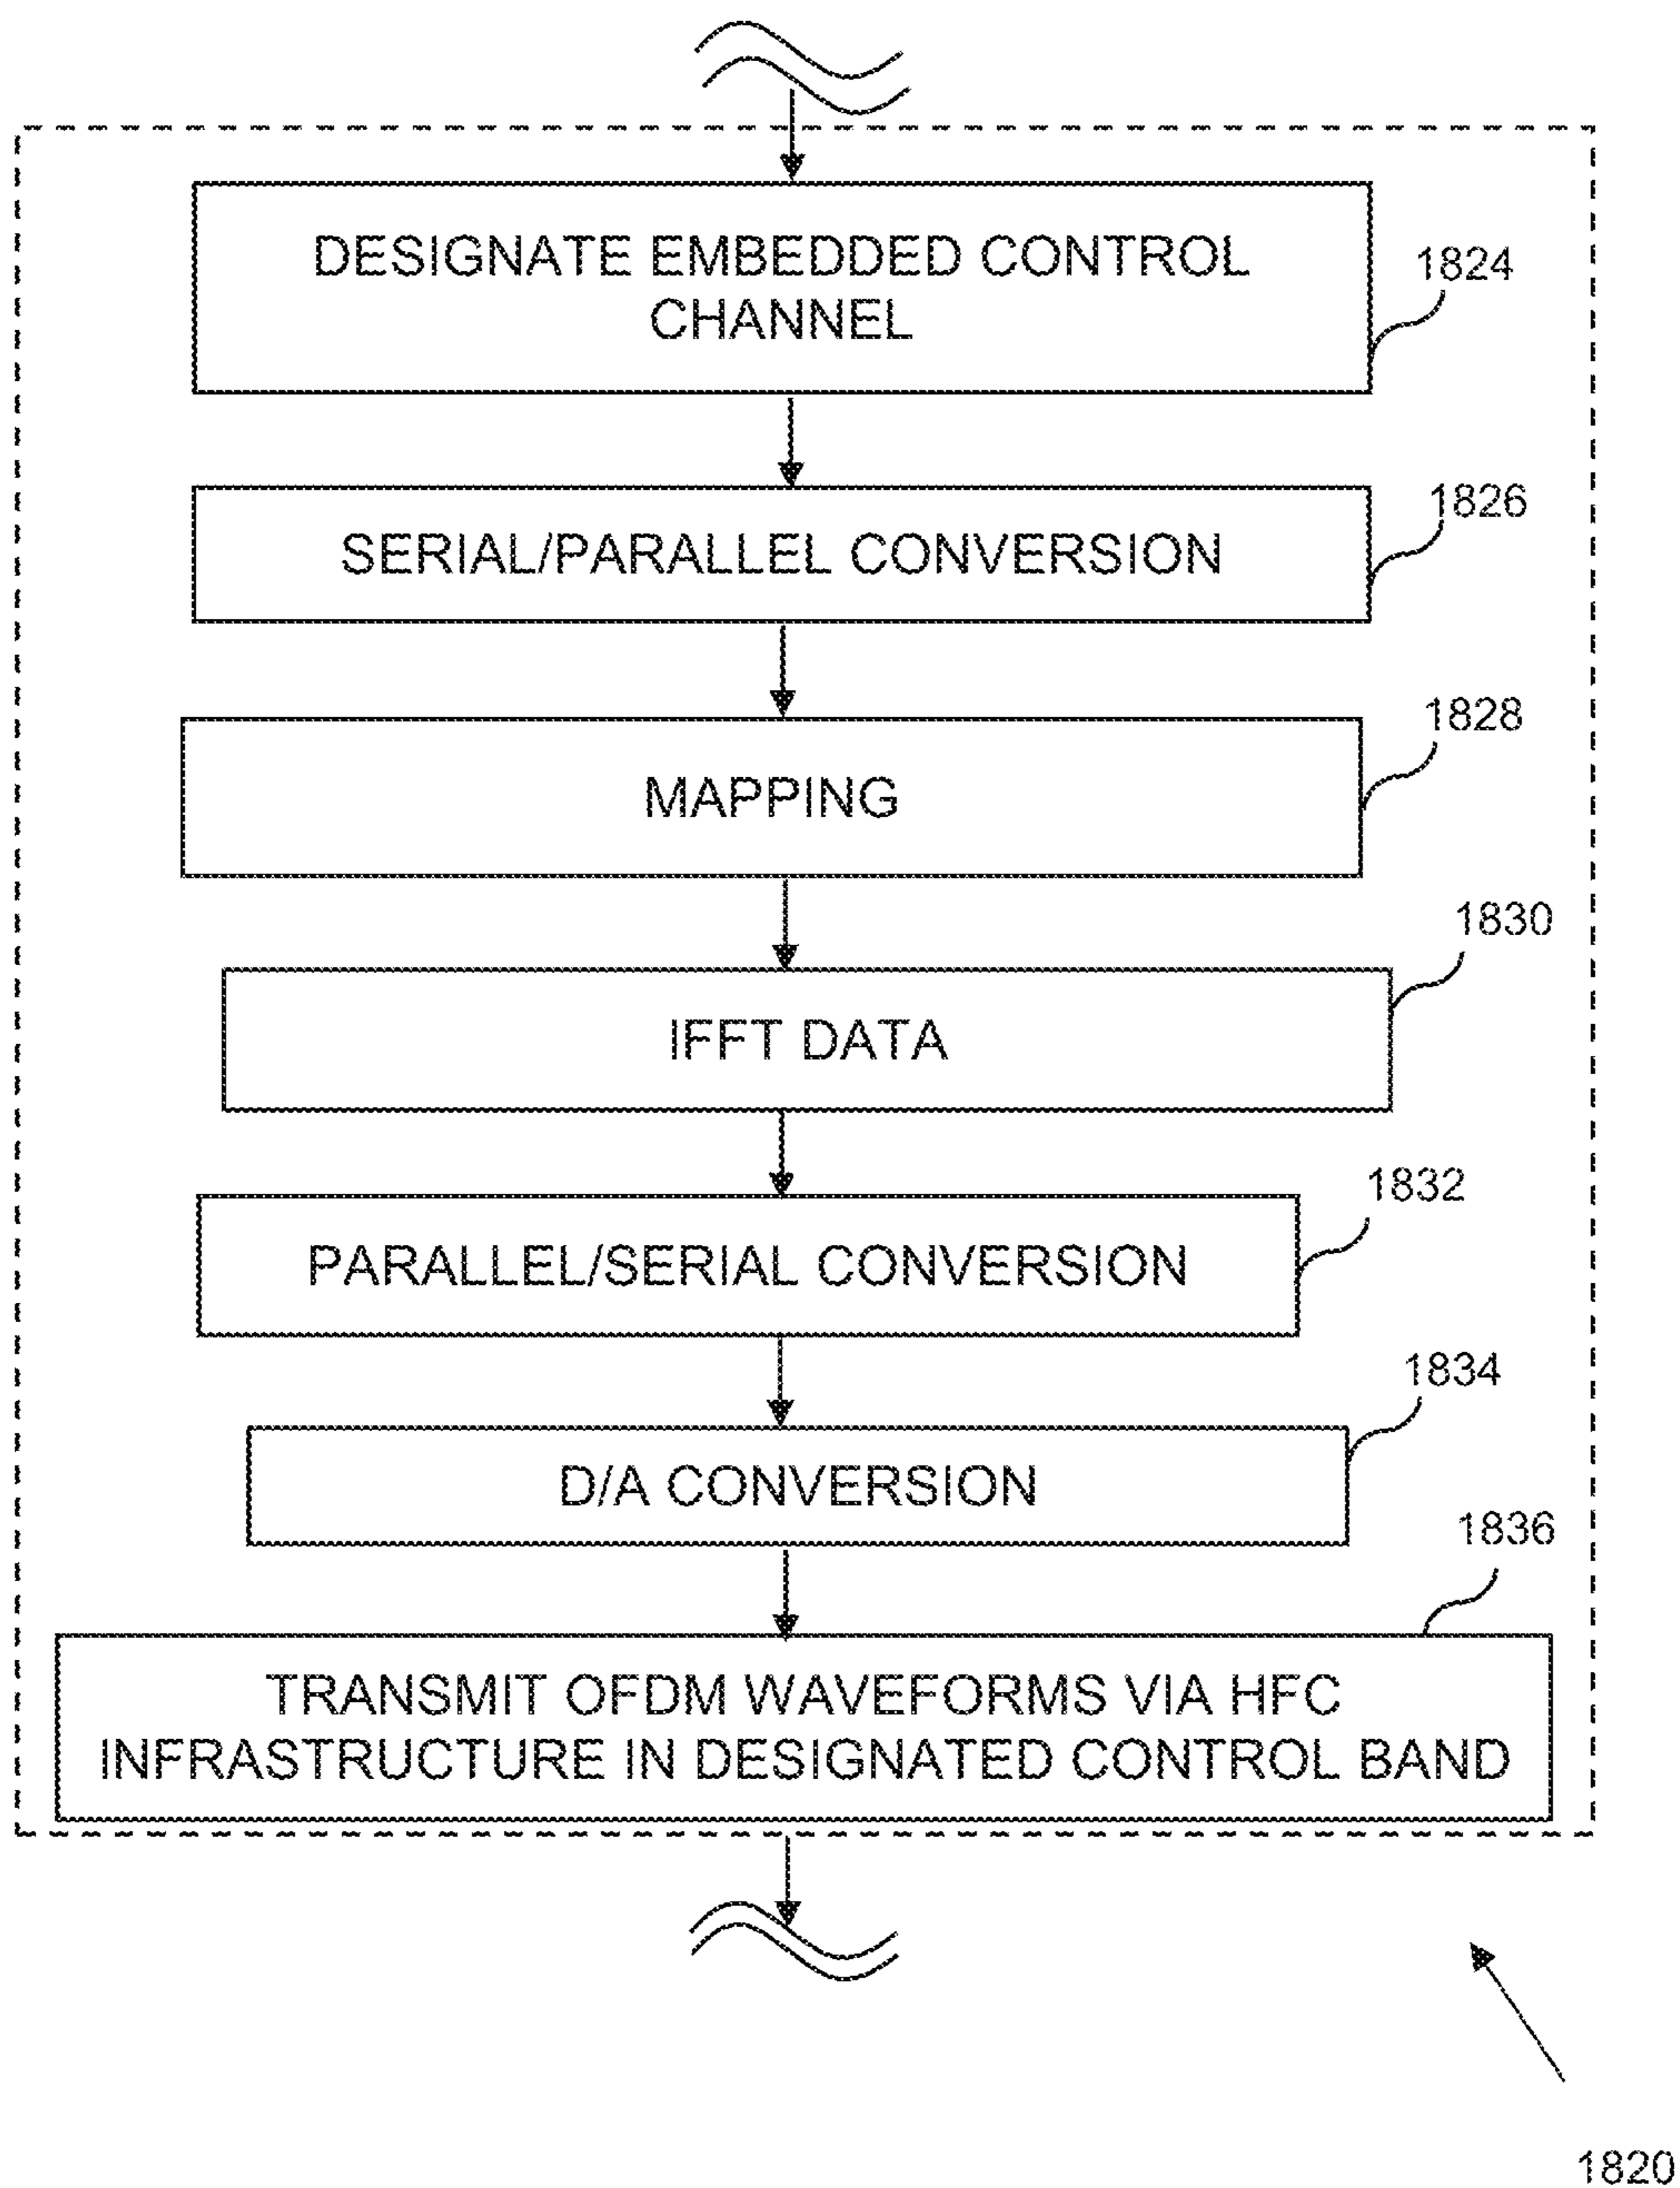 DESIGNATE EMBEDDED CONTROL
CHANNEL
1824
SERIAL/PARALLEL CONVERSION
1826
MAPPING
1828
IFFT DATA
1830
PARALLEL/SERIAL CONVERSION
1832
D/A CONVERSION
1834
TRANSMIT OFDM WAVEFORMS VIA HFC
INFRASTRUCTURE IN DESIGNATED CONTROL BAND
1836
1820